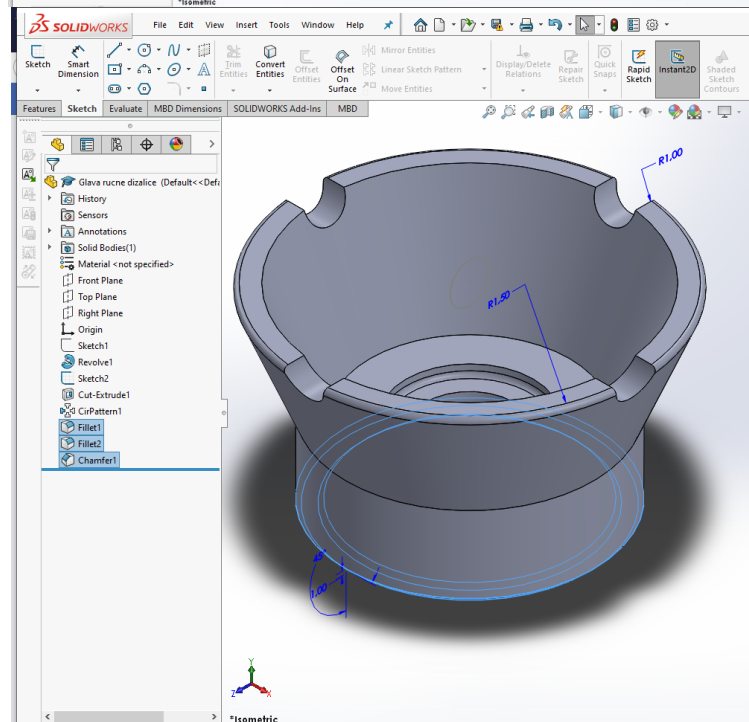 *Isometric
SOLIDWORKS File Edit View Insert Tools Window Help
Sketch Smart Dimension Trim Entities Convert Entities Offset Entities Offset On Surface Mirror Entities Linear Sketch Pattern Move Entities Display/Delete Relations Repair Sketch Quick Snaps Rapid Sketch Instant2D Shaded Sketch Contours
Features Sketch Evaluate MBD Dimensions SOLIDWORKS Add-Ins MBD
Glava rucne dizalice (Default<<Defa
History
Sensors
Annotations
Solid Bodies(1)
Material <not specified>
Front Plane
Top Plane
Right Plane
Origin
Sketch1
Revolve1
Sketch2
Cut-Extrude1
CirPattern1
Fillet1
Fillet2
Chamfer1
R1.00
R1.50
45°
1.00
Y
Z X
*Isometric